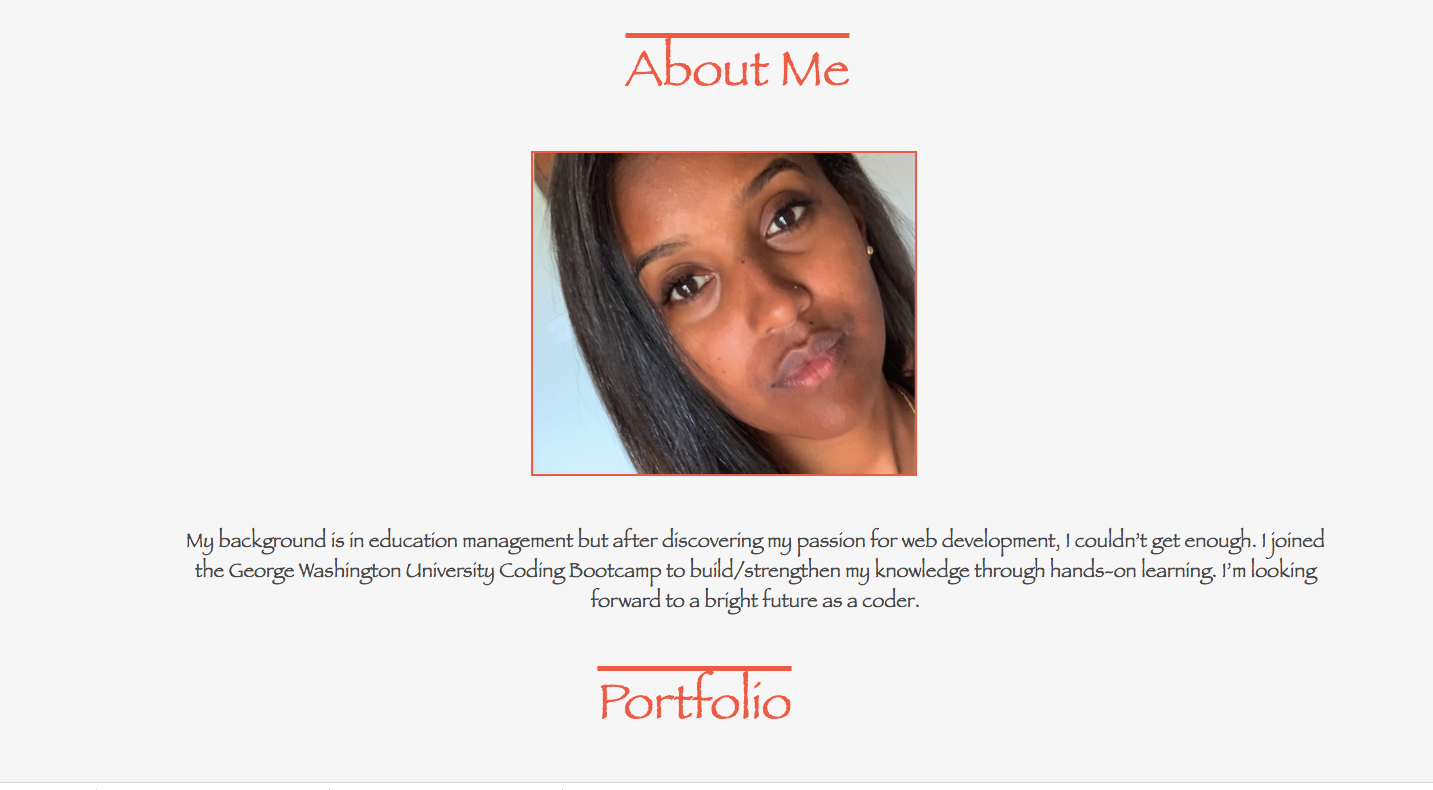 About Me
My background is in education management but after discovering my passion for web development, I couldn’t get enough. I joined
the George Washington University Coding Bootcamp to build/strengthen my knowledge through hands-on learning. I’m looking
forward to a bright future as a coder.
Portfolio